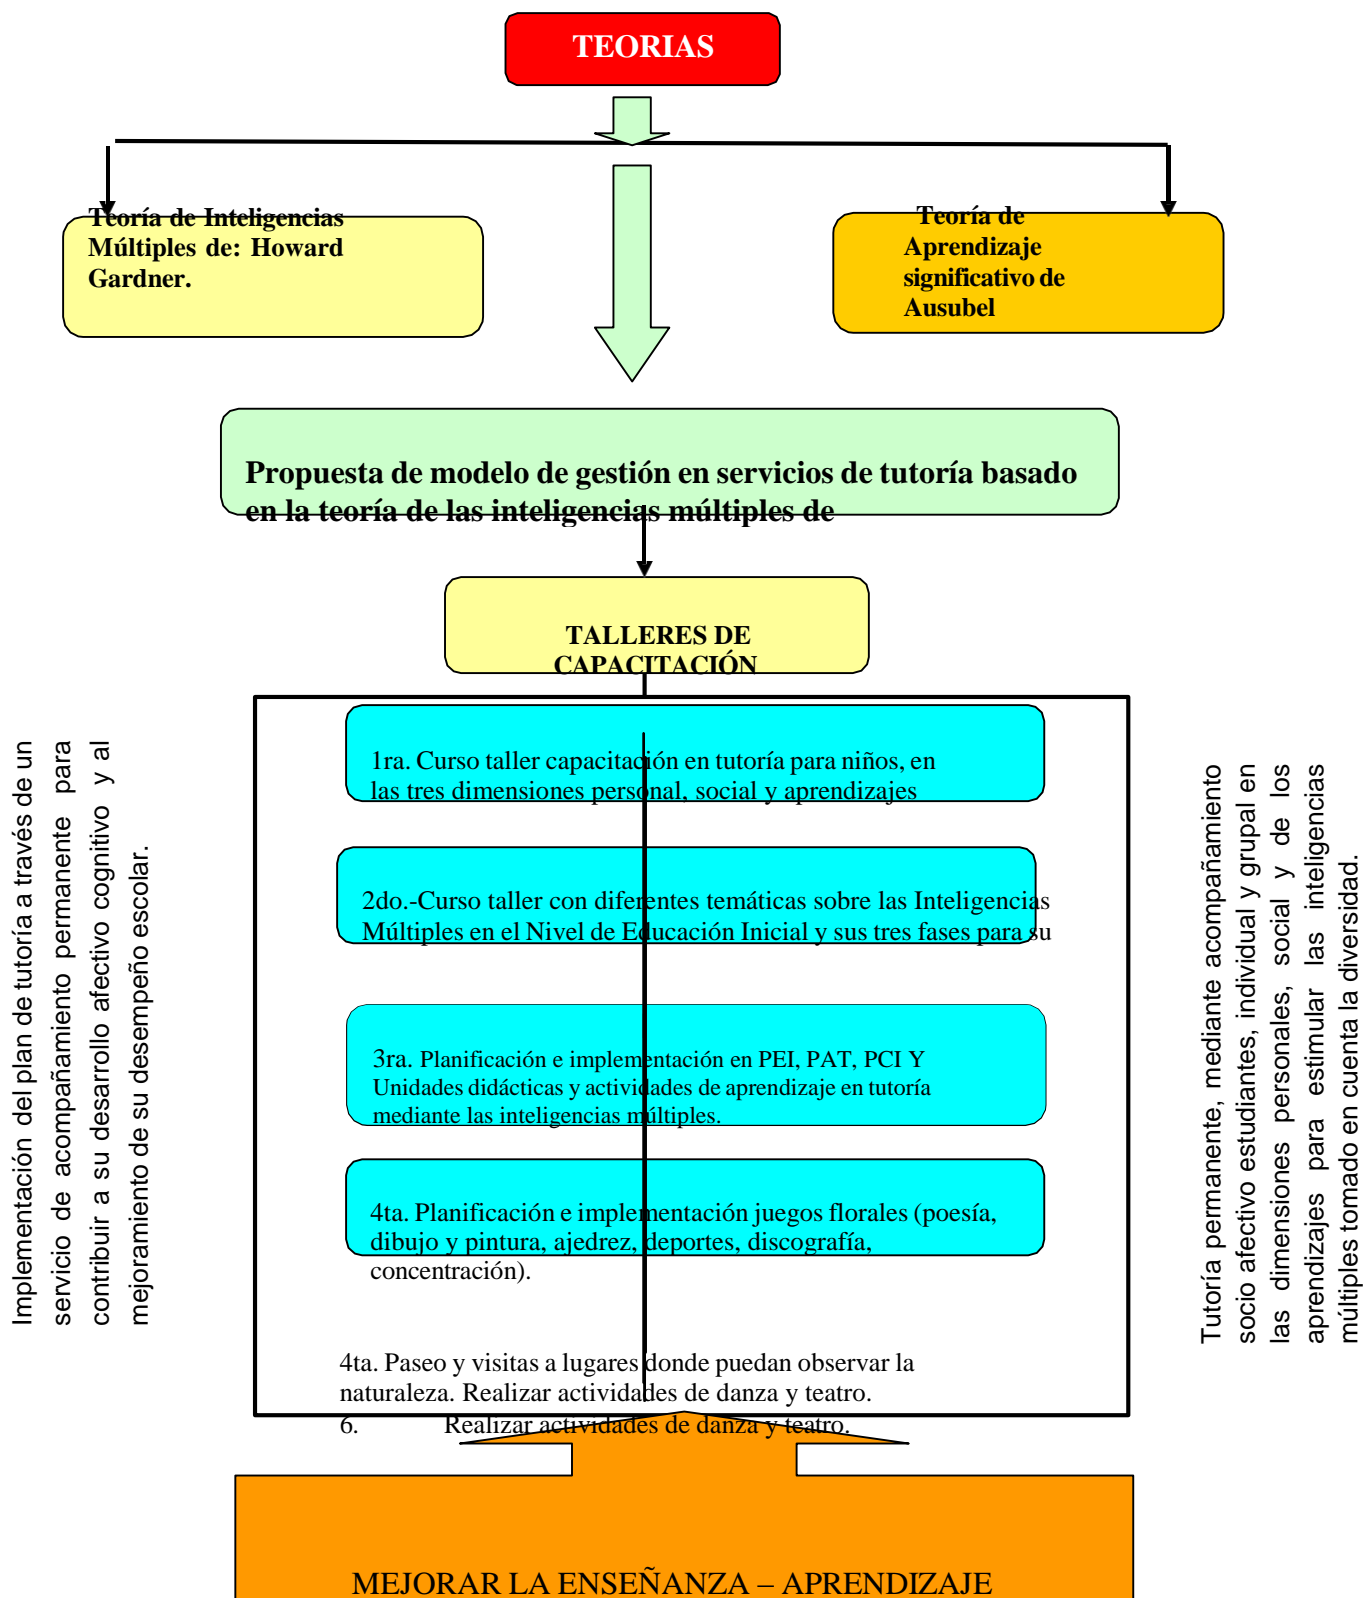 TEORIAS
Teoría de Inteligencias
Múltiples de: Howard
Gardner.
Teoría de
Aprendizaje
significativo de
Ausubel
Propuesta de modelo de gestión en servicios de tutoría basado
en la teoría de las inteligencias múltiples de
TALLERES DE
CAPACITACIÓN
Implementación del plan de tutoría a través de un
servicio de acompañamiento permanente para
contribuir a su desarrollo afectivo cognitivo y al
mejoramiento de su desempeño escolar.
1ra. Curso taller capacitación en tutoría para niños, en
las tres dimensiones personal, social y aprendizajes
2do.-Curso taller con diferentes temáticas sobre las Inteligencias
Múltiples en el Nivel de Educación Inicial y sus tres fases para su
3ra. Planificación e implementación en PEI, PAT, PCI Y
Unidades didácticas y actividades de aprendizaje en tutoría
mediante las inteligencias múltiples.
4ta. Planificación e implementación juegos florales (poesía,
dibujo y pintura, ajedrez, deportes, discografía,
concentración).
4ta. Paseo y visitas a lugares donde puedan observar la
naturaleza. Realizar actividades de danza y teatro.
6. Realizar actividades de danza y teatro.
Tutoría permanente, mediante acompañamiento
socio afectivo estudiantes, individual y grupal en
las dimensiones personales, social y de los
aprendizajes para estimular las inteligencias
múltiples tomado en cuenta la diversidad.
MEJORAR LA ENSEÑANZA – APRENDIZAJE